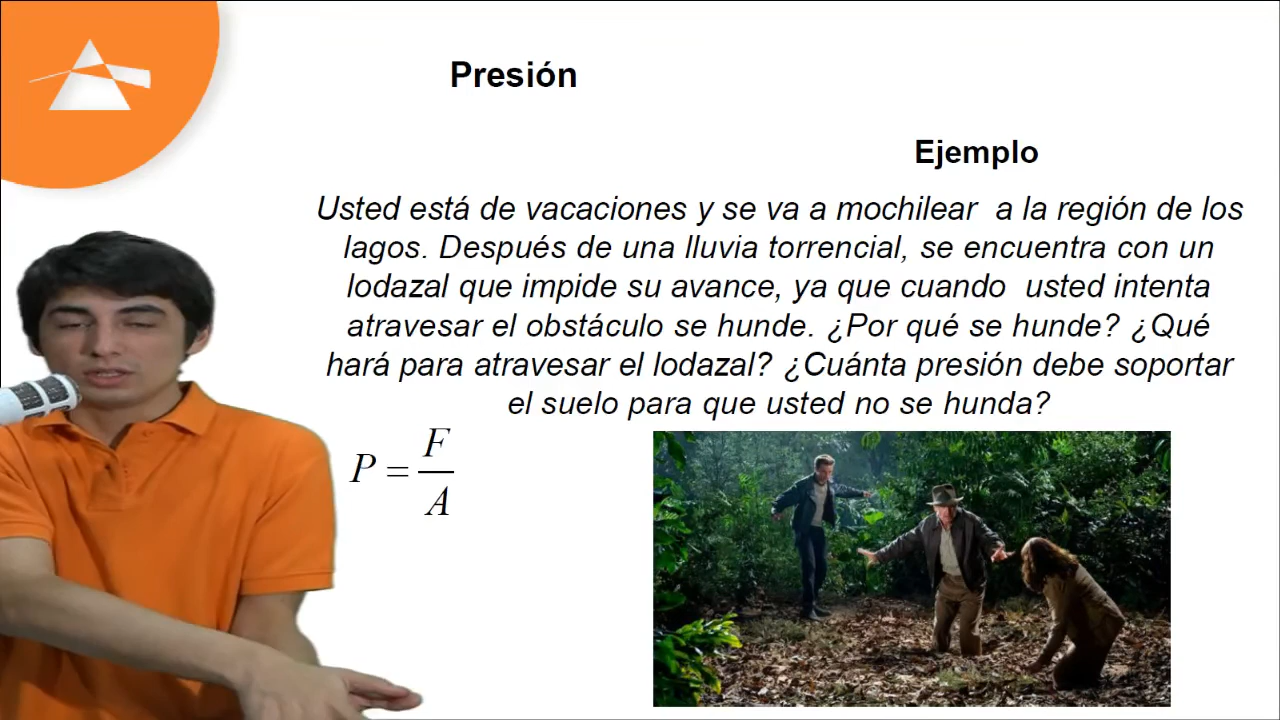 Presión
Ejemplo
Usted está de vacaciones y se va a mochilear  a la región de los
lagos. Después de una lluvia torrencial, se encuentra con un
lodazal que impide su avance, ya que cuando  usted intenta
atravesar el obstáculo se hunde. ¿Por qué se hunde? ¿Qué
hará para atravesar el lodazal? ¿Cuánta presión debe soportar
el suelo para que usted no se hunda?
P = F
A